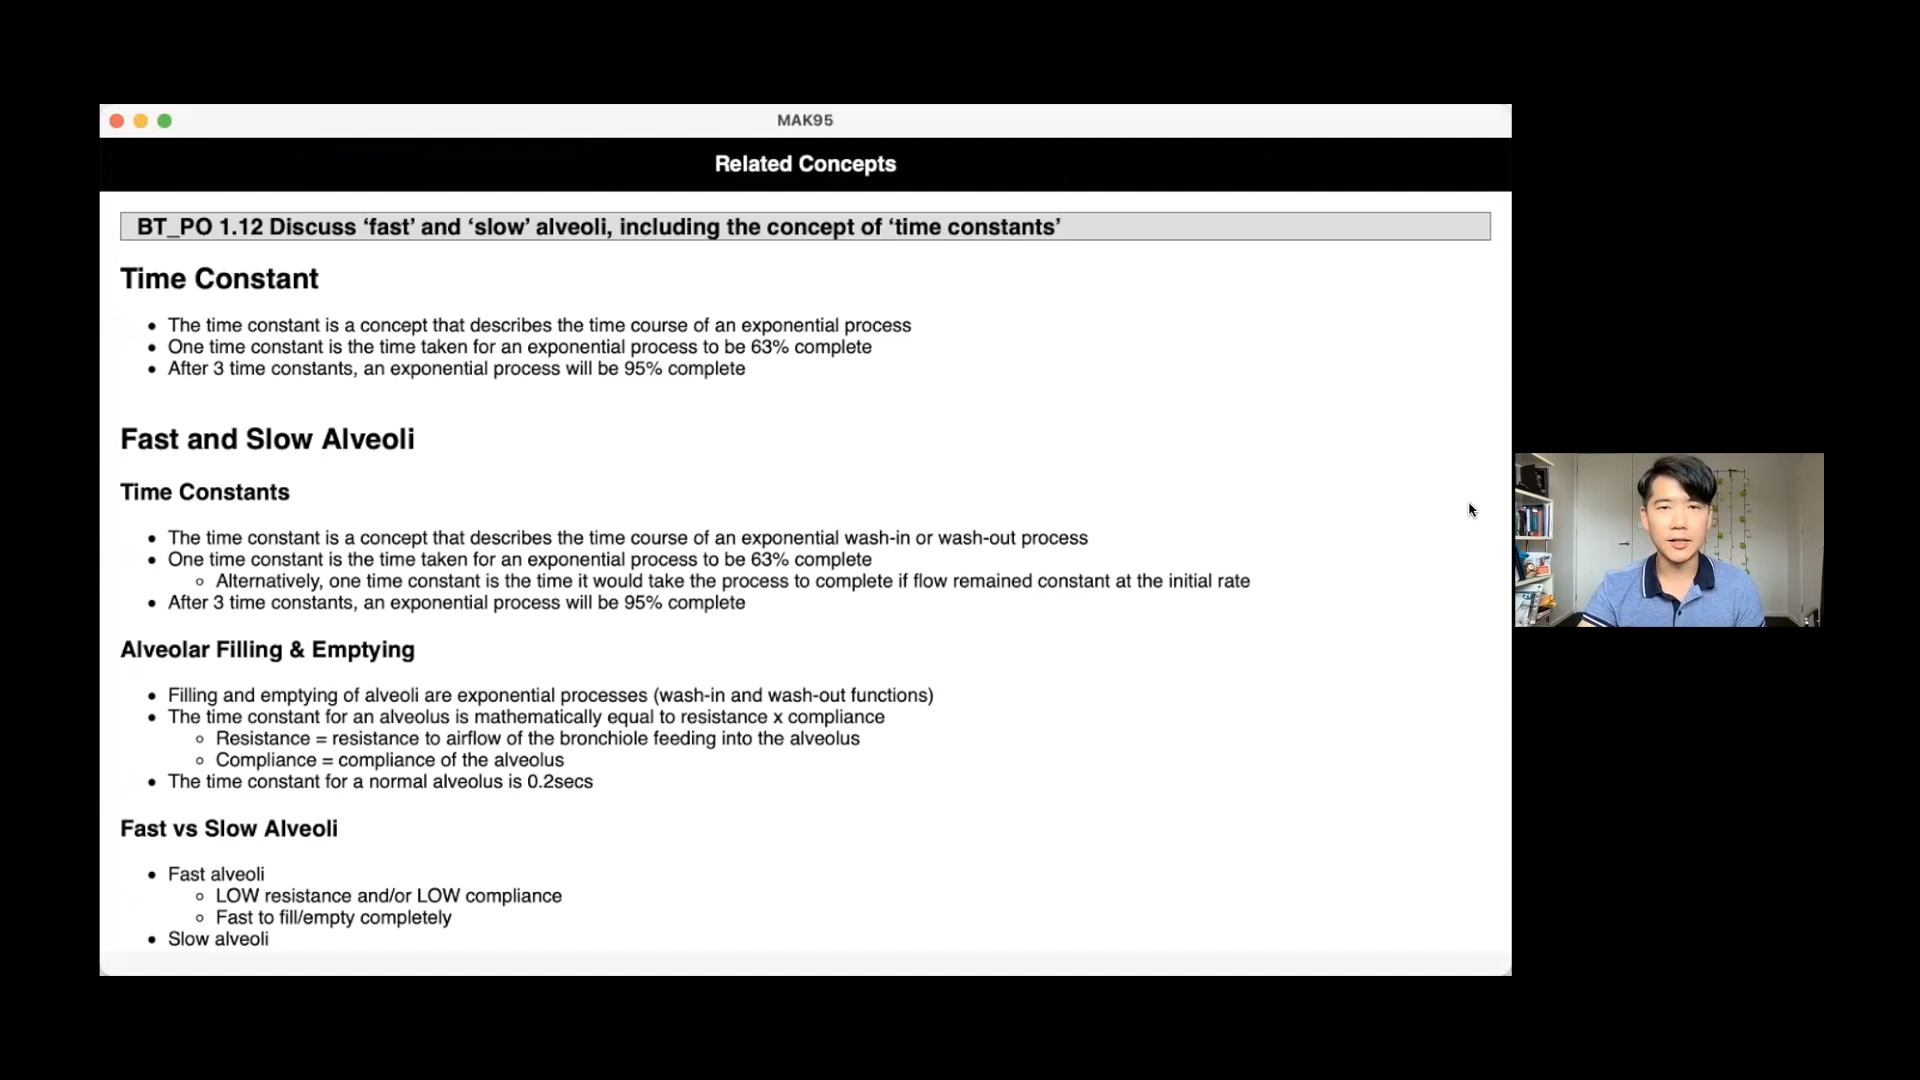 MAK95
Related Concepts
BT_PO 1.12 Discuss ‘fast’ and ‘slow’ alveoli, including the concept of ‘time constants’
Time Constant
• The time constant is a concept that describes the time course of an exponential process
• One time constant is the time taken for an exponential process to be 63% complete
• After 3 time constants, an exponential process will be 95% complete
Fast and Slow Alveoli
Time Constants
• The time constant is a concept that describes the time course of an exponential wash-in or wash-out process
• One time constant is the time taken for an exponential process to be 63% complete
◦ Alternatively, one time constant is the time it would take the process to complete if flow remained constant at the initial rate
• After 3 time constants, an exponential process will be 95% complete
Alveolar Filling & Emptying
• Filling and emptying of alveoli are exponential processes (wash-in and wash-out functions)
• The time constant for an alveolus is mathematically equal to resistance x compliance
◦ Resistance = resistance to airflow of the bronchiole feeding into the alveolus
◦ Compliance = compliance of the alveolus
• The time constant for a normal alveolus is 0.2secs
Fast vs Slow Alveoli
• Fast alveoli
◦ LOW resistance and/or LOW compliance
◦ Fast to fill/empty completely
• Slow alveoli